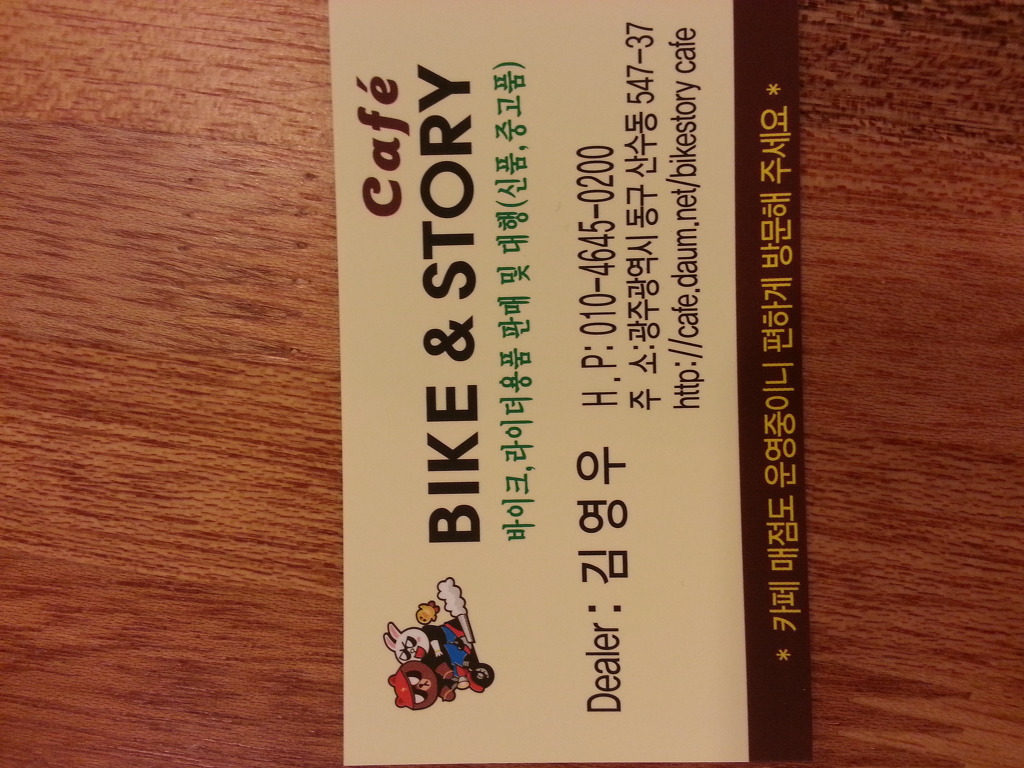 Café
BIKE & STORY
바이크,라이더용품 판매 및 대행(신품,중고품)
Dealer : 김영우
H . P : 010-4645-0200
주 소:광주광역시 동구 산수동 547-37
http://cafe.daum.net/bikestory cafe
* 카페 매점도 운영중이니 편하게 방문해 주세요 *